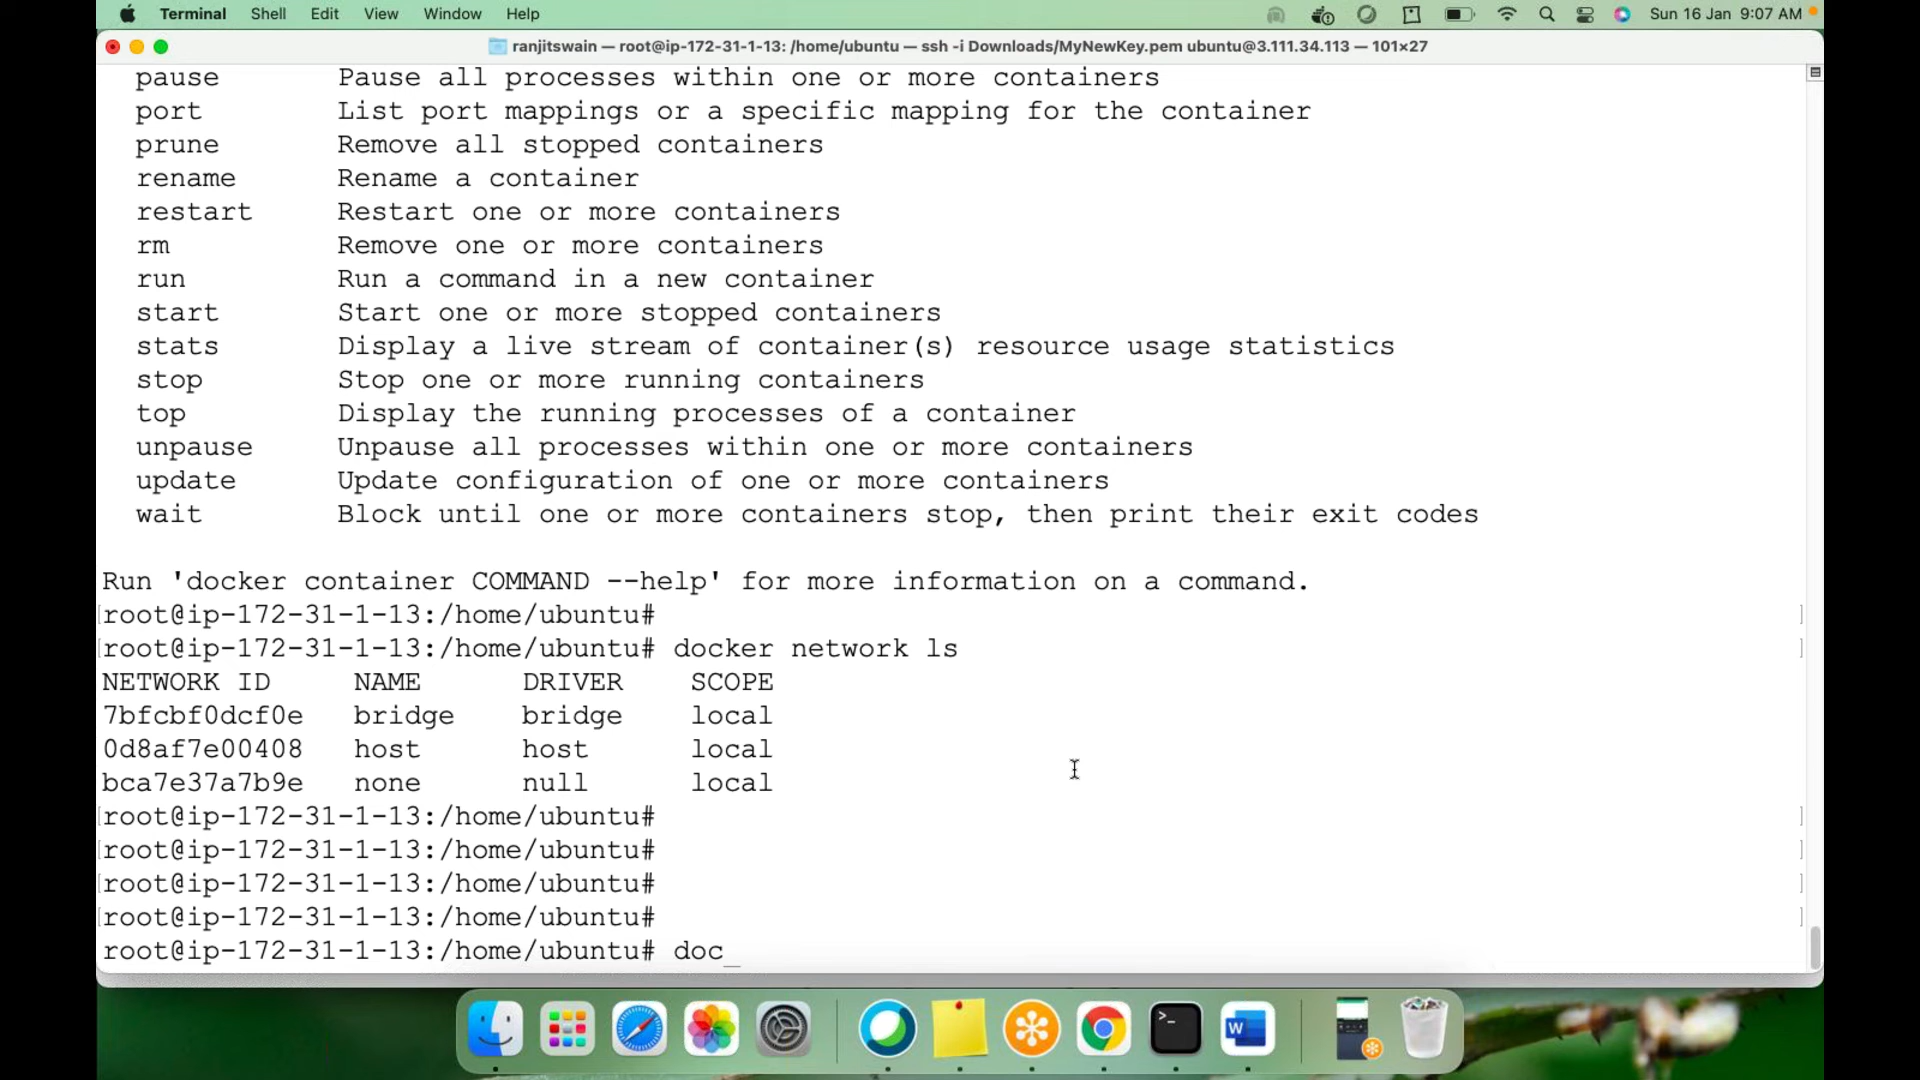 Terminal Shell Edit View Window Help Sun 16 Jan 9:07 AM
ranjitswain — root@ip-172-31-1-13: /home/ubuntu — ssh -i Downloads/MyNewKey.pem ubuntu@3.111.34.113 — 101×27
pause Pause all processes within one or more containers
port List port mappings or a specific mapping for the container
prune Remove all stopped containers
rename Rename a container
restart Restart one or more containers
rm Remove one or more containers
run Run a command in a new container
start Start one or more stopped containers
stats Display a live stream of container(s) resource usage statistics
stop Stop one or more running containers
top Display the running processes of a container
unpause Unpause all processes within one or more containers
update Update configuration of one or more containers
wait Block until one or more containers stop, then print their exit codes
Run 'docker container COMMAND --help' for more information on a command.
[root@ip-172-31-1-13:/home/ubuntu# ]
[root@ip-172-31-1-13:/home/ubuntu# docker network ls ]
NETWORK ID NAME DRIVER SCOPE
7bfcbf0dcf0e bridge bridge local
0d8af7e00408 host host local
bca7e37a7b9e none null local
[root@ip-172-31-1-13:/home/ubuntu# ]
[root@ip-172-31-1-13:/home/ubuntu# ]
[root@ip-172-31-1-13:/home/ubuntu# ]
[root@ip-172-31-1-13:/home/ubuntu# ]
root@ip-172-31-1-13:/home/ubuntu# doc_
>_ W